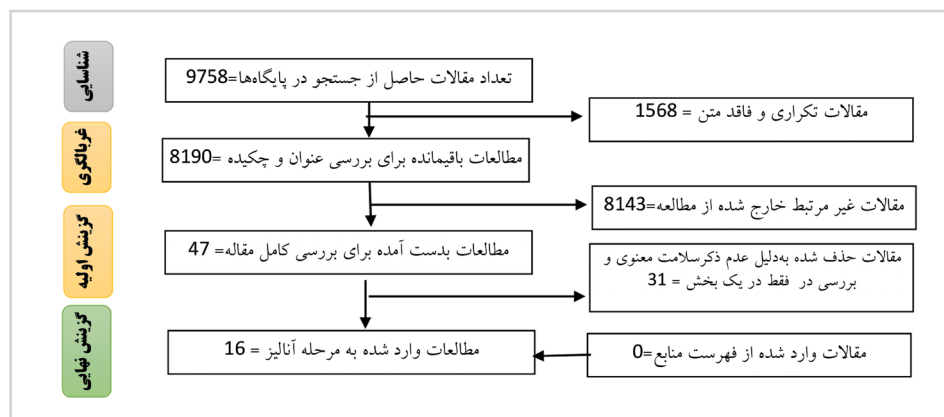 شناسایی
تعداد مقالات حاصل از جستجو در پایگاه‌ها=9758
مقالات تکراری و فاقد متن = 1568
غربالگری
مطالعات باقیمانده برای بررسی عنوان و چکیده =8190
مقالات غیر مرتبط خارج شده از مطالعه=8143
گزینش اولیه
مطالعات بدست آمده برای بررسی کامل مقاله= 47
مقالات حذف شده به‌دلیل عدم ذکرسلامت معنوی و
بررسی در فقط در یک بخش = 31
گزینش نهایی
مطالعات وارد شده به مرحله آنالیز = 16
مقالات وارد شده از فهرست منابع=0